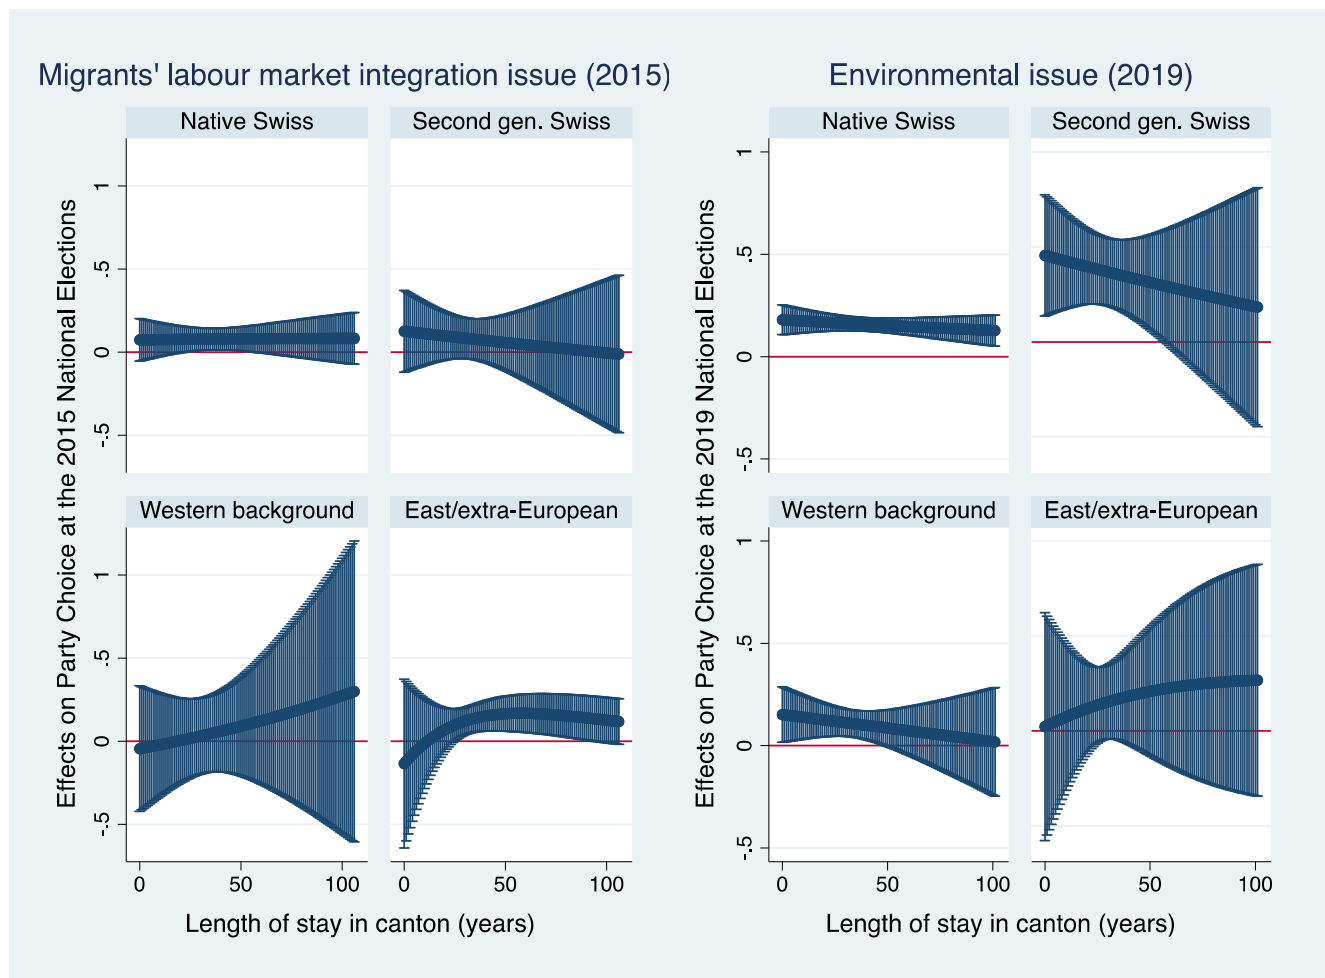 Migrants' labour market integration issue (2015)
Native Swiss
Second gen. Swiss
1
.5
0
-.5
Western background
East/extra-European
1
.5
0
-.5
0
50
100
0
50
100
Effects on Party Choice at the 2015 National Elections
Length of stay in canton (years)
Environmental issue (2019)
Native Swiss
Second gen. Swiss
1
.5
0
-.5
Western background
East/extra-European
1
.5
0
-.5
0
50
100
0
50
100
Effects on Party Choice at the 2019 National Elections
Length of stay in canton (years)